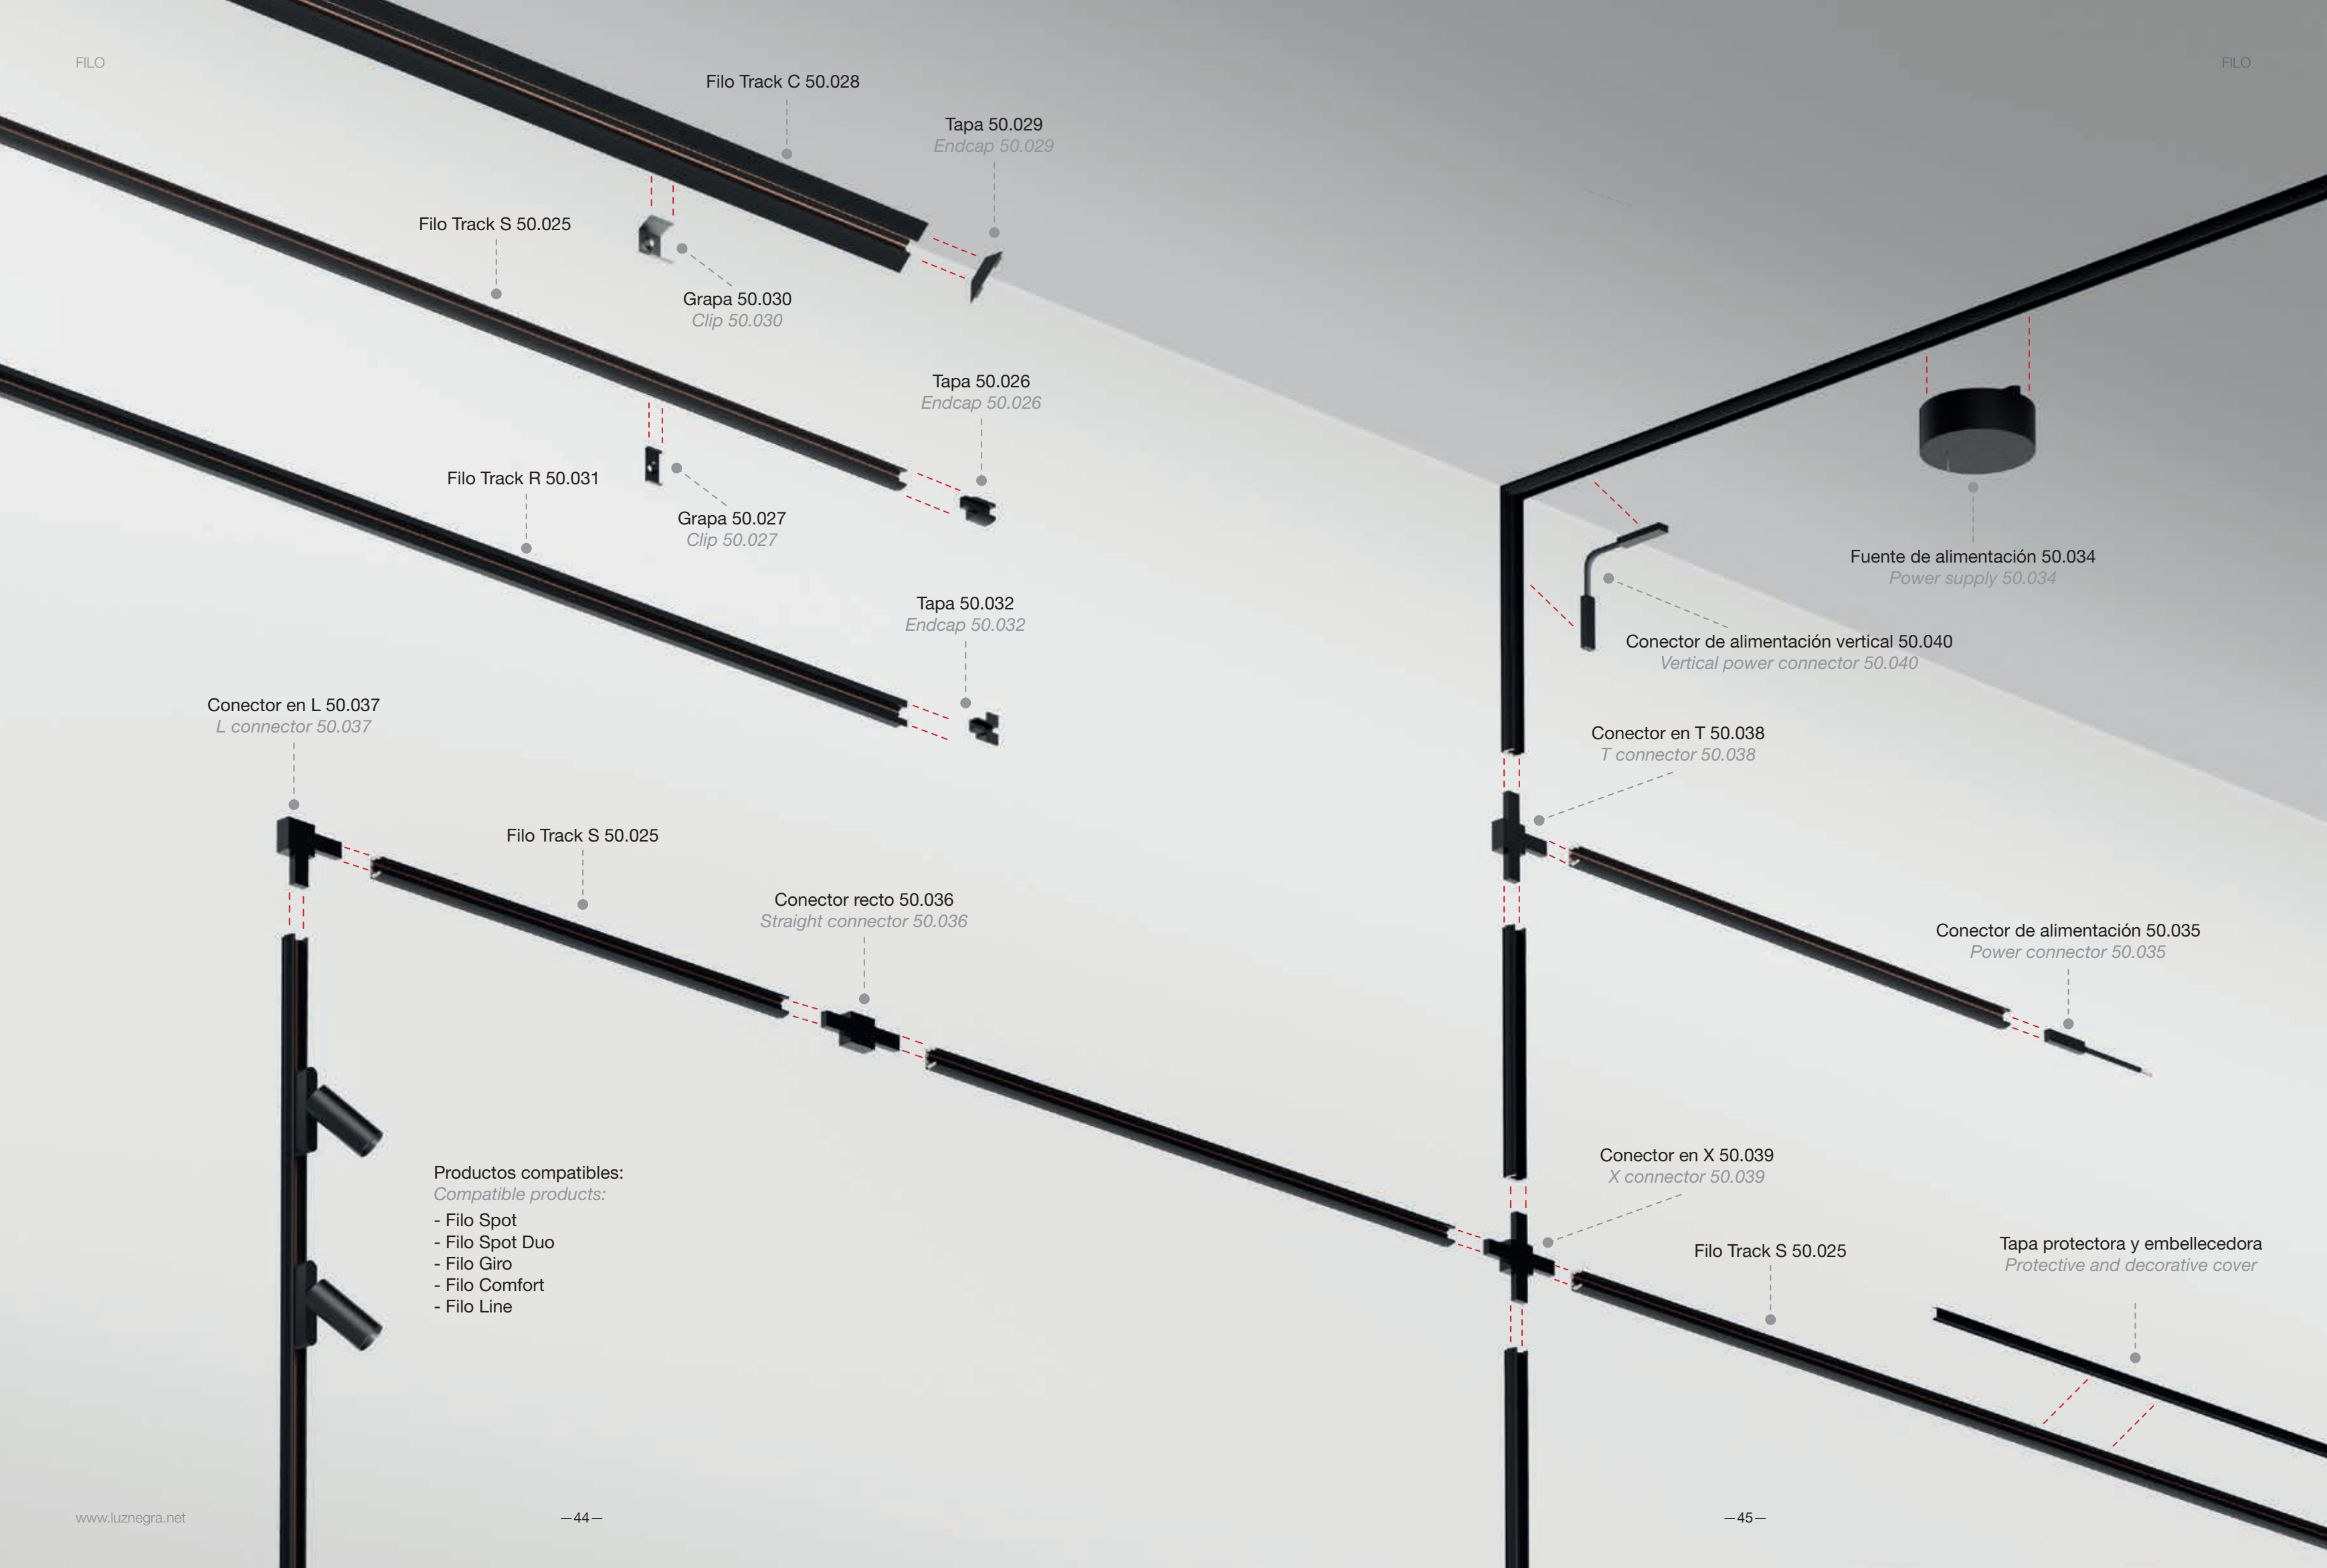 FILO
FILO
Filo Track C 50.028
Tapa 50.029
Endcap 50.029
Filo Track S 50.025
Grapa 50.030
Clip 50.030
Tapa 50.026
Endcap 50.026
Filo Track R 50.031
Grapa 50.027
Clip 50.027
Tapa 50.032
Endcap 50.032
Conector en L 50.037
L connector 50.037
Filo Track S 50.025
Conector recto 50.036
Straight connector 50.036
Productos compatibles:
Compatible products:
- Filo Spot
- Filo Spot Duo
- Filo Giro
- Filo Comfort
- Filo Line
Fuente de alimentación 50.034
Power supply 50.034
Conector de alimentación vertical 50.040
Vertical power connector 50.040
Conector en T 50.038
T connector 50.038
Conector de alimentación 50.035
Power connector 50.035
Conector en X 50.039
X connector 50.039
Filo Track S 50.025
Tapa protectora y embellecedora
Protective and decorative cover
www.luznegra.net
—44—
—45—